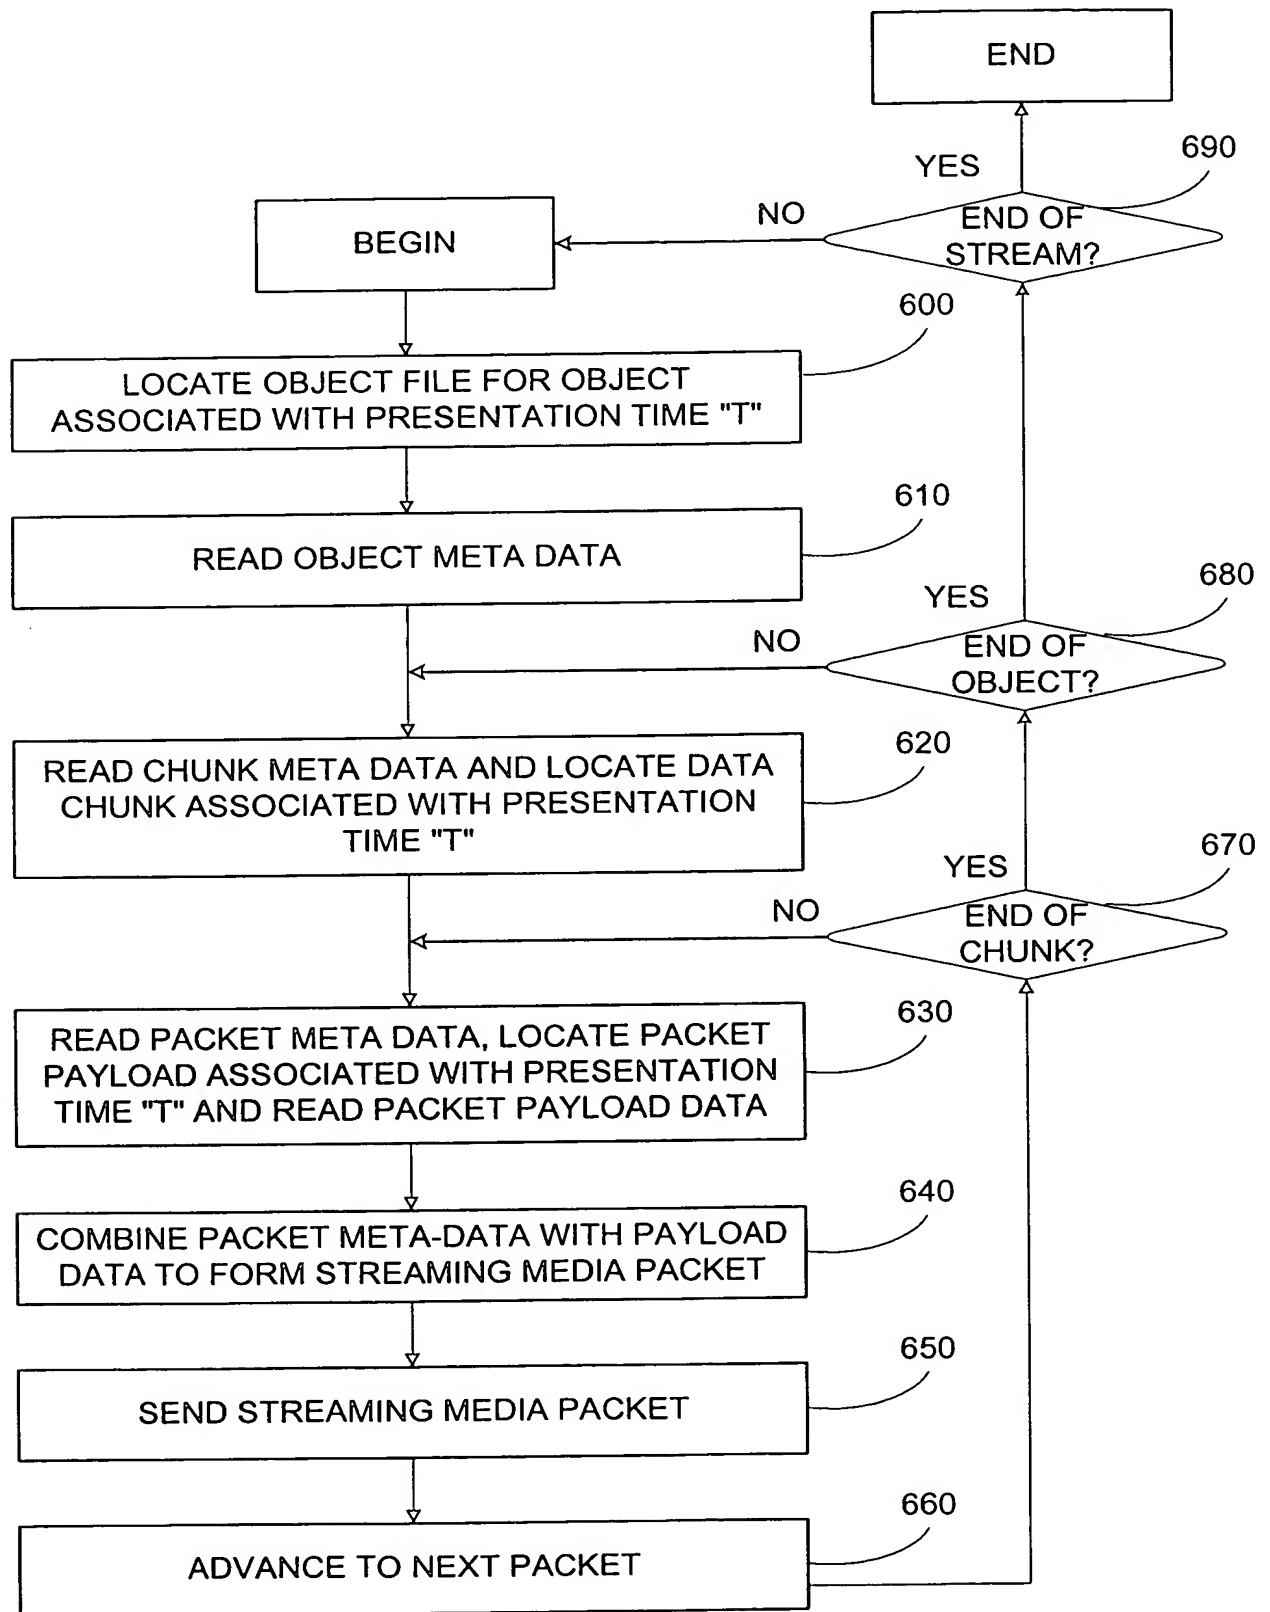 END
YES
690
NO
END OF
STREAM?
BEGIN
600
LOCATE OBJECT FILE FOR OBJECT
ASSOCIATED WITH PRESENTATION TIME "T"
610
READ OBJECT META DATA
680
YES
NO
END OF
OBJECT?
620
READ CHUNK META DATA AND LOCATE DATA
CHUNK ASSOCIATED WITH PRESENTATION
TIME "T"
670
YES
NO
END OF
CHUNK?
630
READ PACKET META DATA, LOCATE PACKET
PAYLOAD ASSOCIATED WITH PRESENTATION
TIME "T" AND READ PACKET PAYLOAD DATA
640
COMBINE PACKET META-DATA WITH PAYLOAD
DATA TO FORM STREAMING MEDIA PACKET
650
SEND STREAMING MEDIA PACKET
660
ADVANCE TO NEXT PACKET